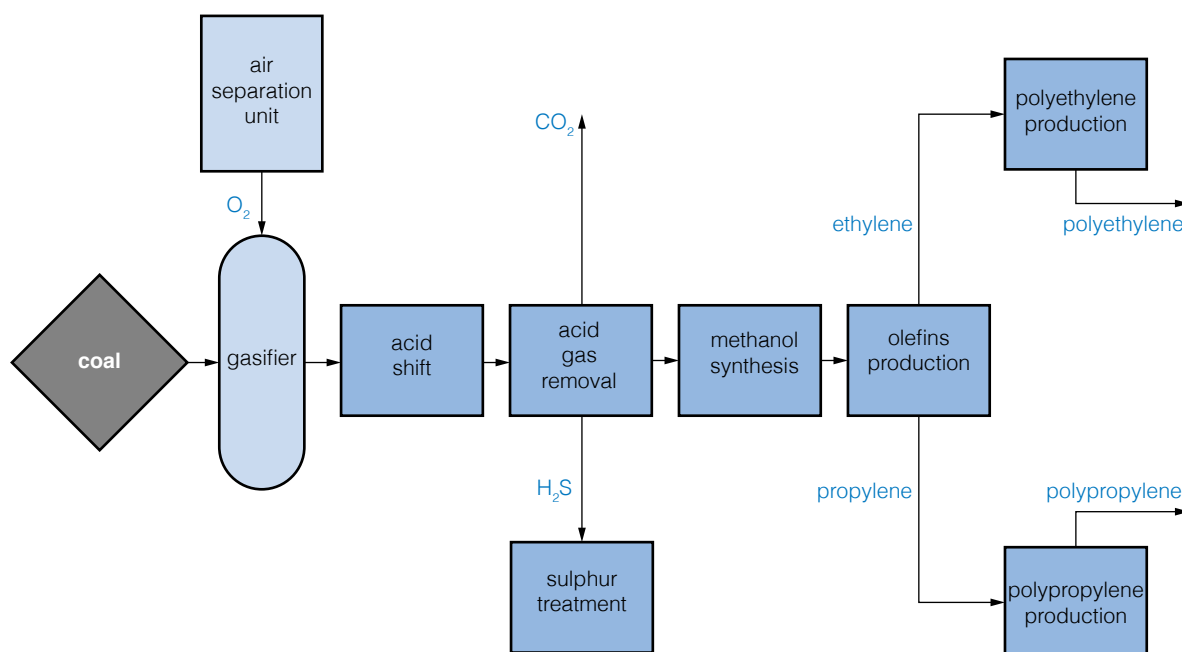 air
separation
unit
O₂
CO₂
coal
gasifier
acid
shift
acid
gas
removal
methanol
synthesis
olefins
production
H₂S
sulphur
treatment
ethylene
polyethylene
production
polyethylene
propylene
polypropylene
polypropylene
production